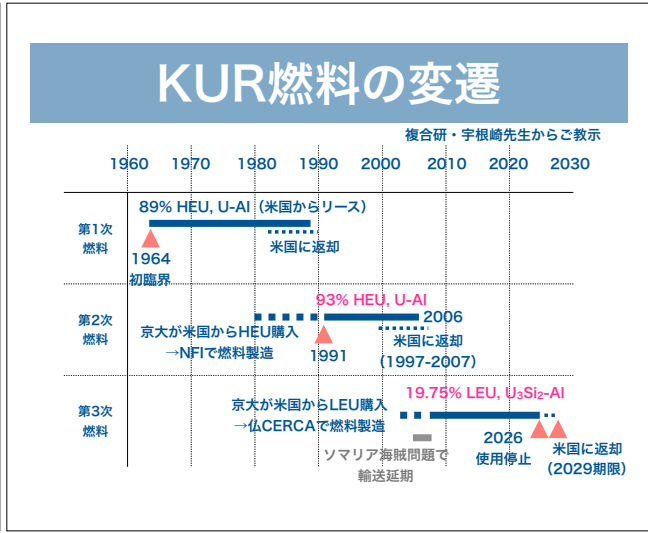 KUR燃料の変遷
複合研・宇根崎先生からご教示
1960 1970 1980 1990 2000 2010 2020 2030
第1次
燃料
89% HEU, U-Al（米国からリース）
米国に返却
1964
初臨界
第2次
燃料
93% HEU, U-Al
2006
京大が米国からHEU購入
→NFIで燃料製造
1991
米国に返却
(1997-2007)
第3次
燃料
19.75% LEU, U₃Si₂-Al
京大が米国からLEU購入
→仏CERCAで燃料製造
ソマリア海賊問題で
輸送延期
2026
使用停止
米国に返却
（2029期限）